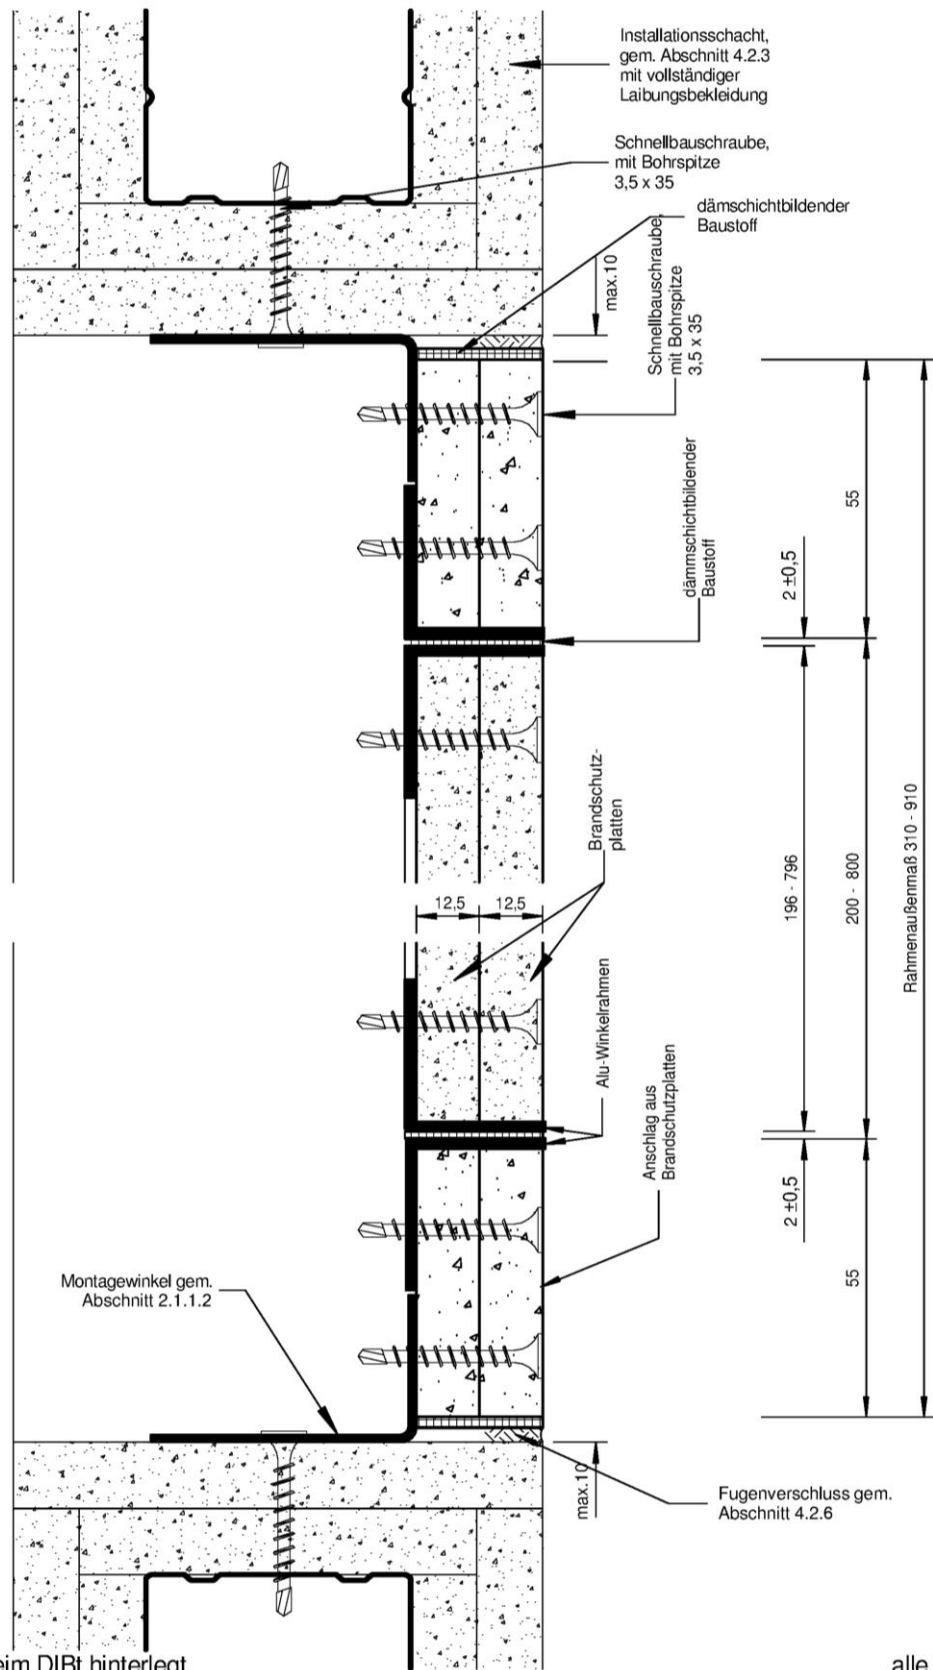 Installationsschacht,
gem. Abschnitt 4.2.3
mit vollständiger
Laibungsbekleidung
Schnellbauschraube,
mit Bohrspitze
3,5 x 35
dämschichtbildender
Baustoff
max.10
Schnellbauschraube,
mit Bohrspitze
3,5 x 35
dämmschichtbildender
Baustoff
55
2 ±0,5
Brandschutz-
platten
12,5
12,5
196 - 796
200 - 800
Rahmenaußenmaß 310 - 910
Alu-Winkelrahmen
Anschlag aus
Brandschutzplatten
2 ±0,5
55
Montagewinkel gem.
Abschnitt 2.1.1.2
max.10
Fugenverschluss gem.
Abschnitt 4.2.6
eim DIBt hinterlegt
alle